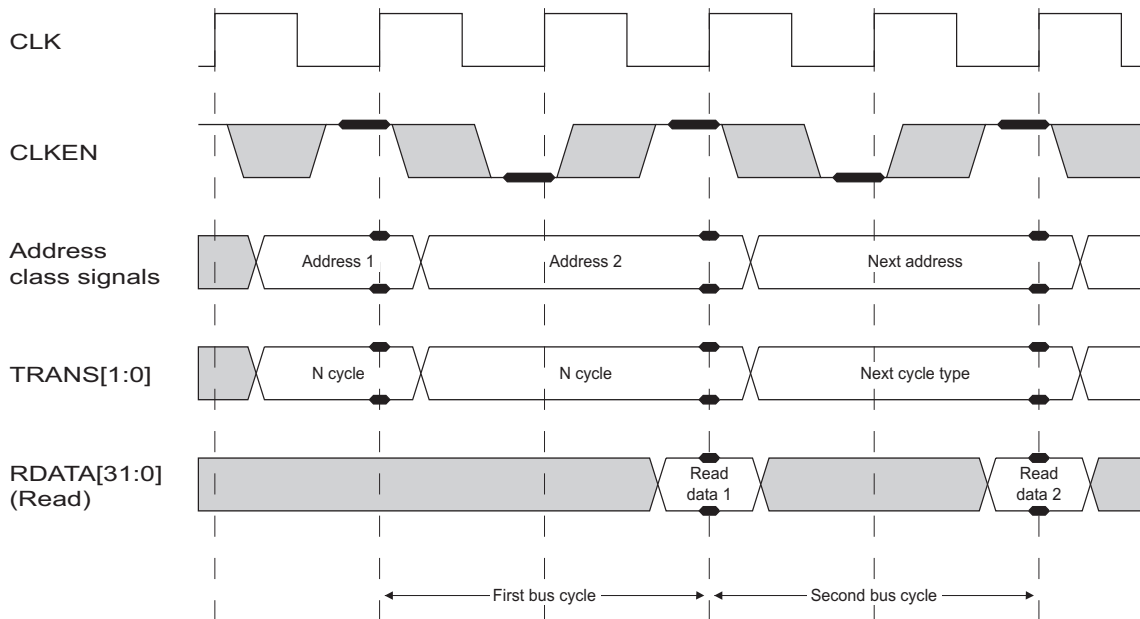 CLK
CLKEN
Address
class signals
Address 1
Address 2
Next address
TRANS[1:0]
N cycle
N cycle
Next cycle type
RDATA[31:0]
(Read)
Read
data 1
Read
data 2
First bus cycle
Second bus cycle